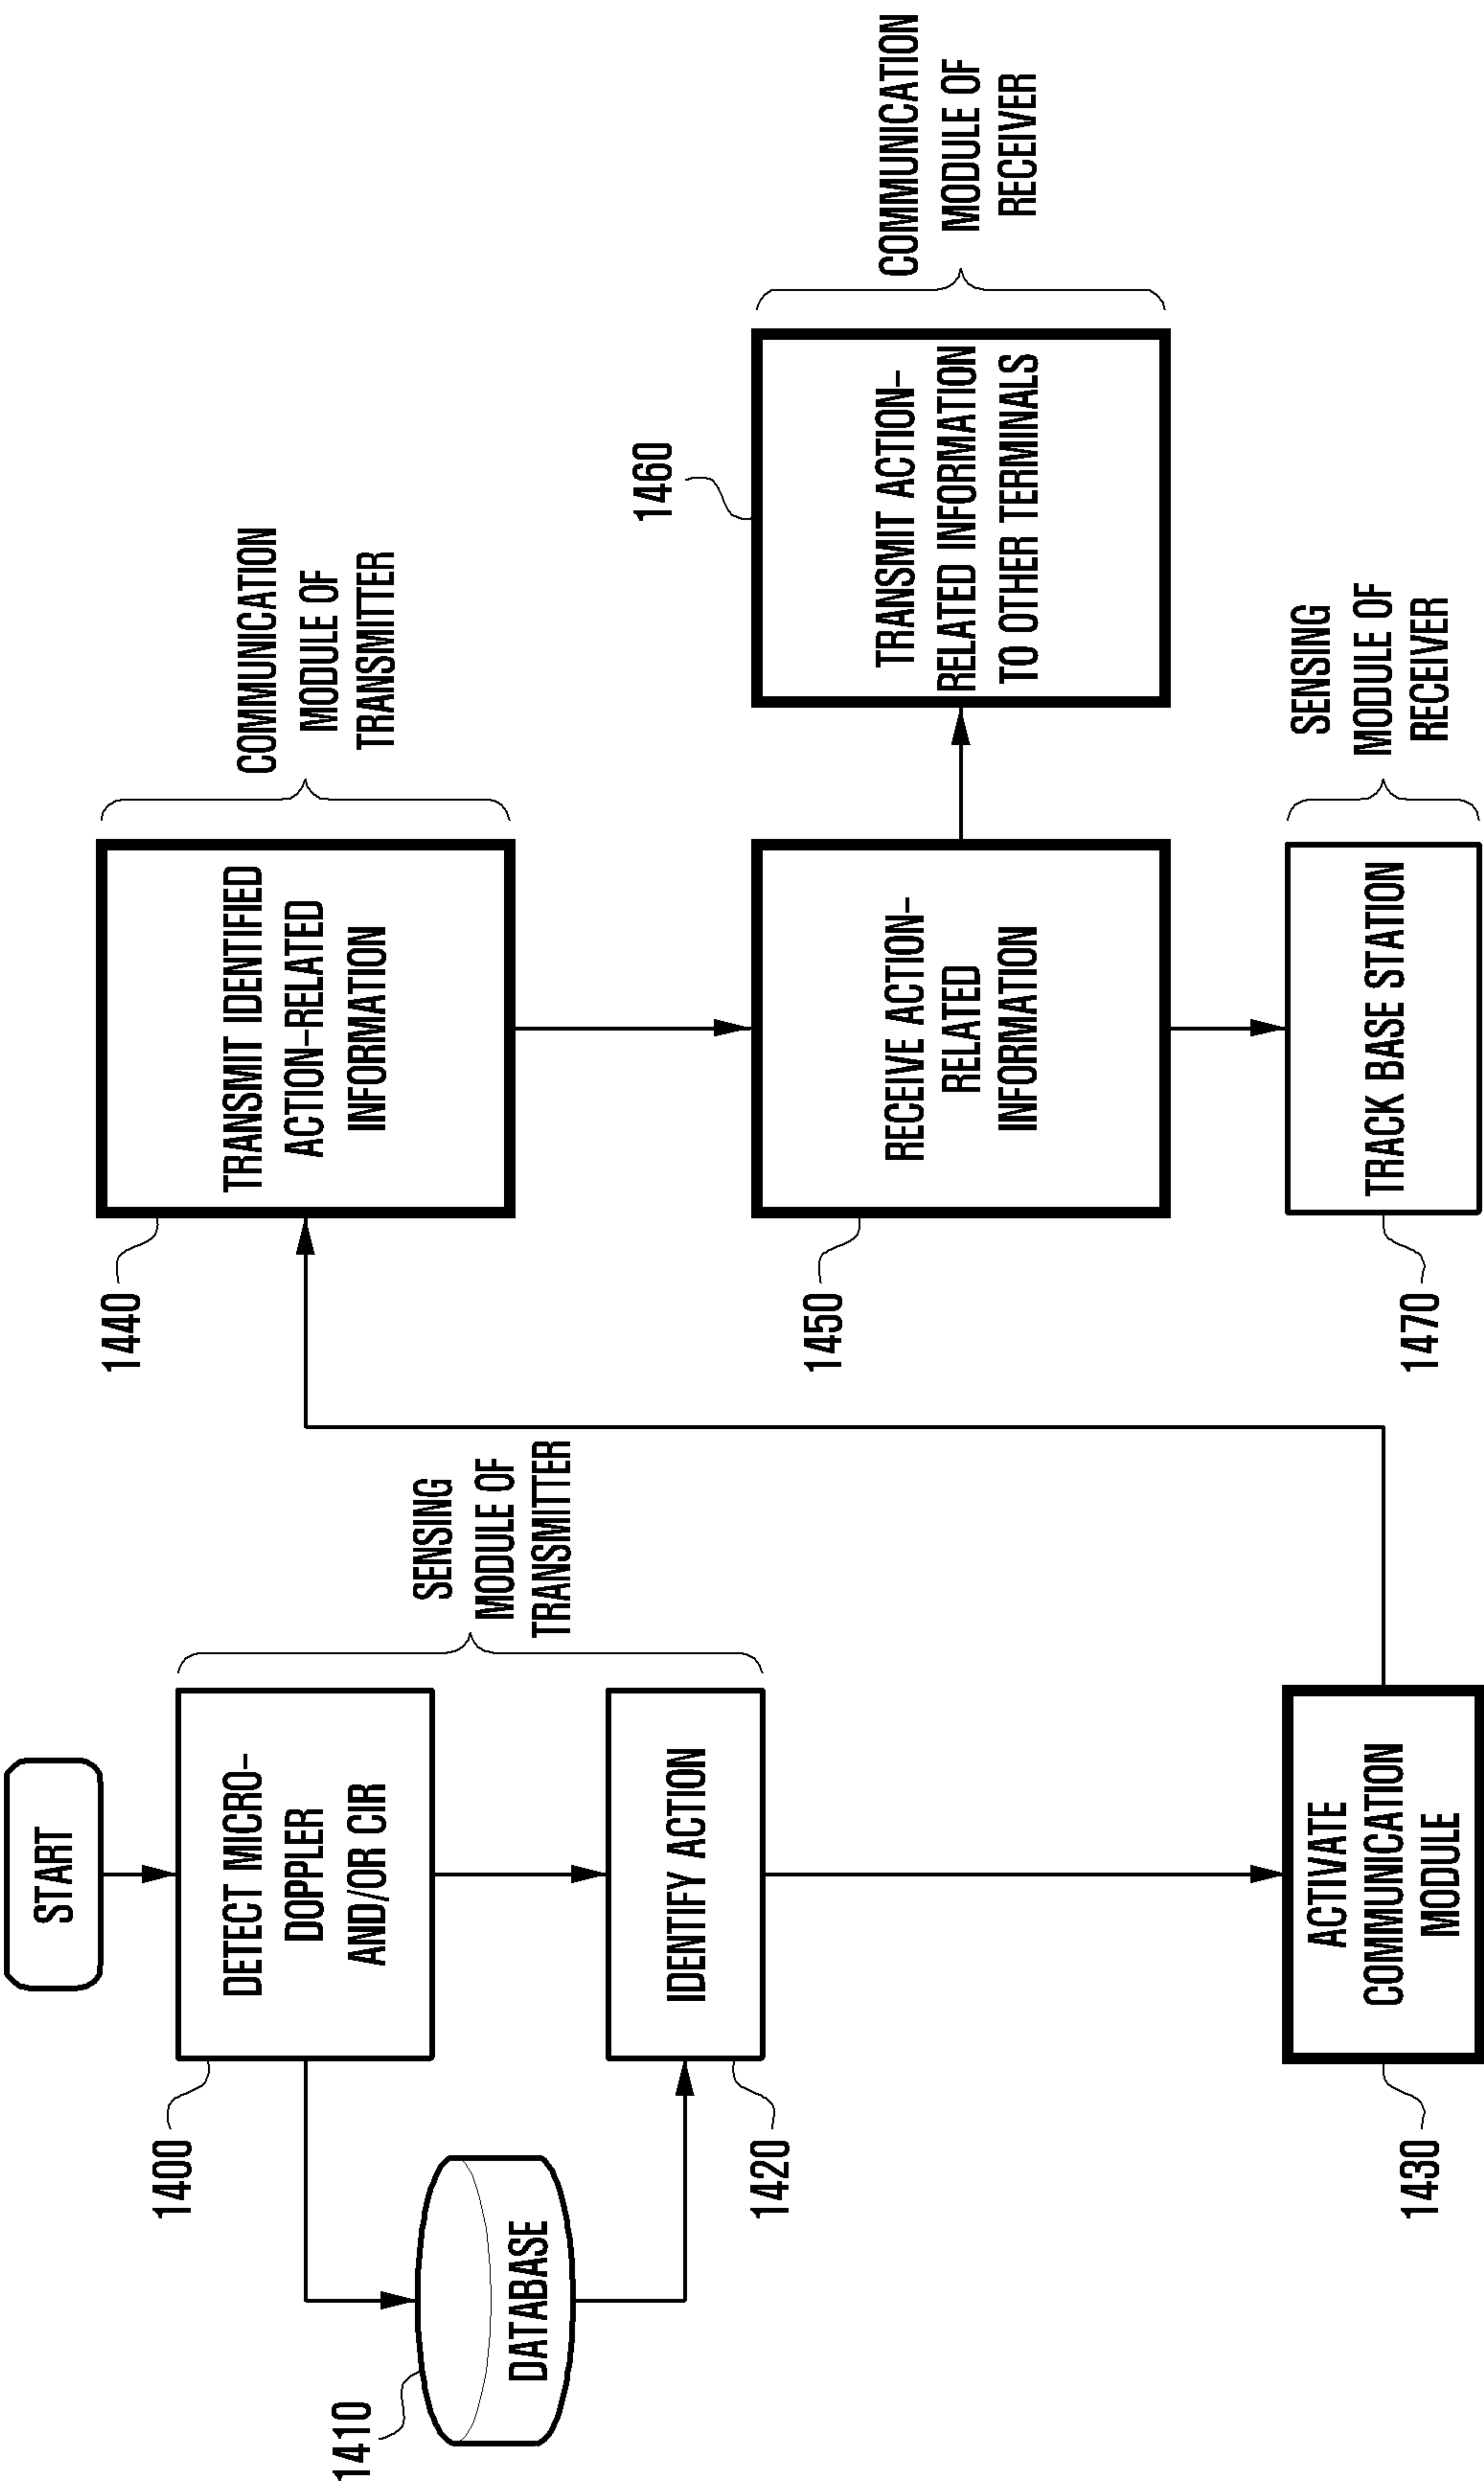 START
1400
DETECT MICRO-
DOPPLER
AND/OR CIR
1410
DATABASE
1420
IDENTIFY ACTION
SENSING
MODULE OF
TRANSMITTER
1430
ACTIVATE
COMMUNICATION
MODULE
1440
TRANSMIT IDENTIFIED
ACTION-RELATED
INFORMATION
COMMUNICATION
MODULE OF
TRANSMITTER
1450
RECEIVE ACTION-
RELATED
INFORMATION
1460
TRANSMIT ACTION-
RELATED INFORMATION
TO OTHER TERMINALS
COMMUNICATION
MODULE OF
RECEIVER
1470
TRACK BASE STATION
SENSING
MODULE OF
RECEIVER